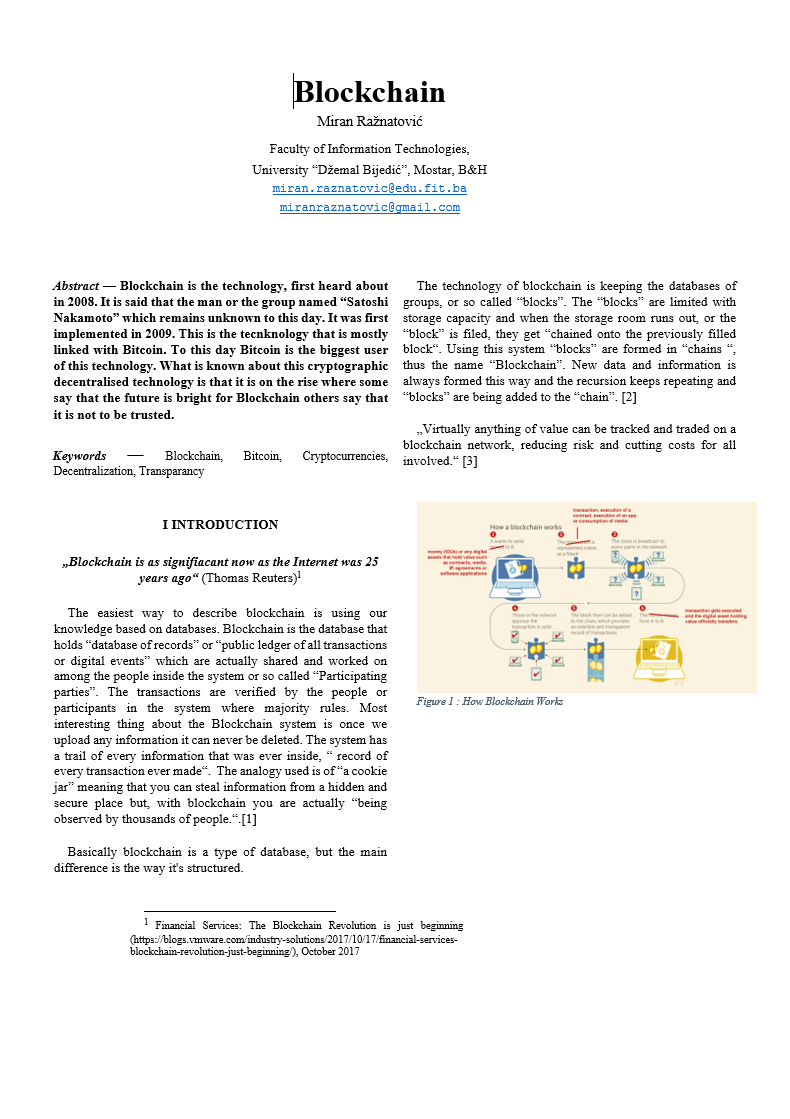 Blockchain
Miran Ražnatović
Faculty of Information Technologies,
University “Džemal Bijedić”, Mostar, B&H
miran.raznatovic@edu.fit.ba
miranraznatovic@gmail.com
Abstract — Blockchain is the technology, first heard about
in 2008. It is said that the man or the group named “Satoshi
Nakamoto” which remains unknown to this day. It was first
implemented in 2009. This is the tecnknology that is mostly
linked with Bitcoin. To this day Bitcoin is the biggest user
of this technology. What is known about this cryptographic
decentralised technology is that it is on the rise where some
say that the future is bright for Blockchain others say that
it is not to be trusted.
Keywords — Blockchain, Bitcoin, Cryptocurrencies,
Decentralization, Transparancy
I INTRODUCTION
„Blockchain is as signifiacant now as the Internet was 25
years ago“ (Thomas Reuters)1
The easiest way to describe blockchain is using our
knowledge based on databases. Blockchain is the database that
holds “database of records” or “public ledger of all transactions
or digital events” which are actually shared and worked on
among the people inside the system or so called “Participating
parties”. The transactions are verified by the people or
participants in the system where majority rules. Most
interesting thing about the Blockchain system is once we
upload any information it can never be deleted. The system has
a trail of every information that was ever inside, “ record of
every transaction ever made“. The analogy used is of “a cookie
jar” meaning that you can steal information from a hidden and
secure place but, with blockchain you are actually “being
observed by thousands of people.“.[1]
Basically blockchain is a type of database, but the main
difference is the way it's structured.
The technology of blockchain is keeping the databases of
groups, or so called “blocks”. The “blocks” are limited with
storage capacity and when the storage room runs out, or the
“block” is filed, they get “chained onto the previously filled
block“. Using this system “blocks” are formed in “chains “,
thus the name “Blockchain”. New data and information is
always formed this way and the recursion keeps repeating and
“blocks” are being added to the “chain”. [2]
„Virtually anything of value can be tracked and traded on a
blockchain network, reducing risk and cutting costs for all
involved.“ [3]
How a blockchain works
transaction, execution of a
contract, execution of an app
or consumption of media
1
A wants to send
to B
money (IOUs) or any digital
assets that hold value such
as contracts, media,
IP, agreements or
software applications
2
The
is
represented online
as a 'block'
3
The block is broadcast to
every party in the network
4
Those in the network
approve the
transaction is valid
5
The block then can be added
to the chain, which provides
an indelible and transparent
record of transactions
6
The
from A to B
transaction gets executed
and the digital asset holding
value officially transfers
Figure 1 : How Blockchain Works
1 Financial Services: The Blockchain Revolution is just beginning
(https://blogs.vmware.com/industry-solutions/2017/10/17/financial-services-
blockchain-revolution-just-beginning/), October 2017